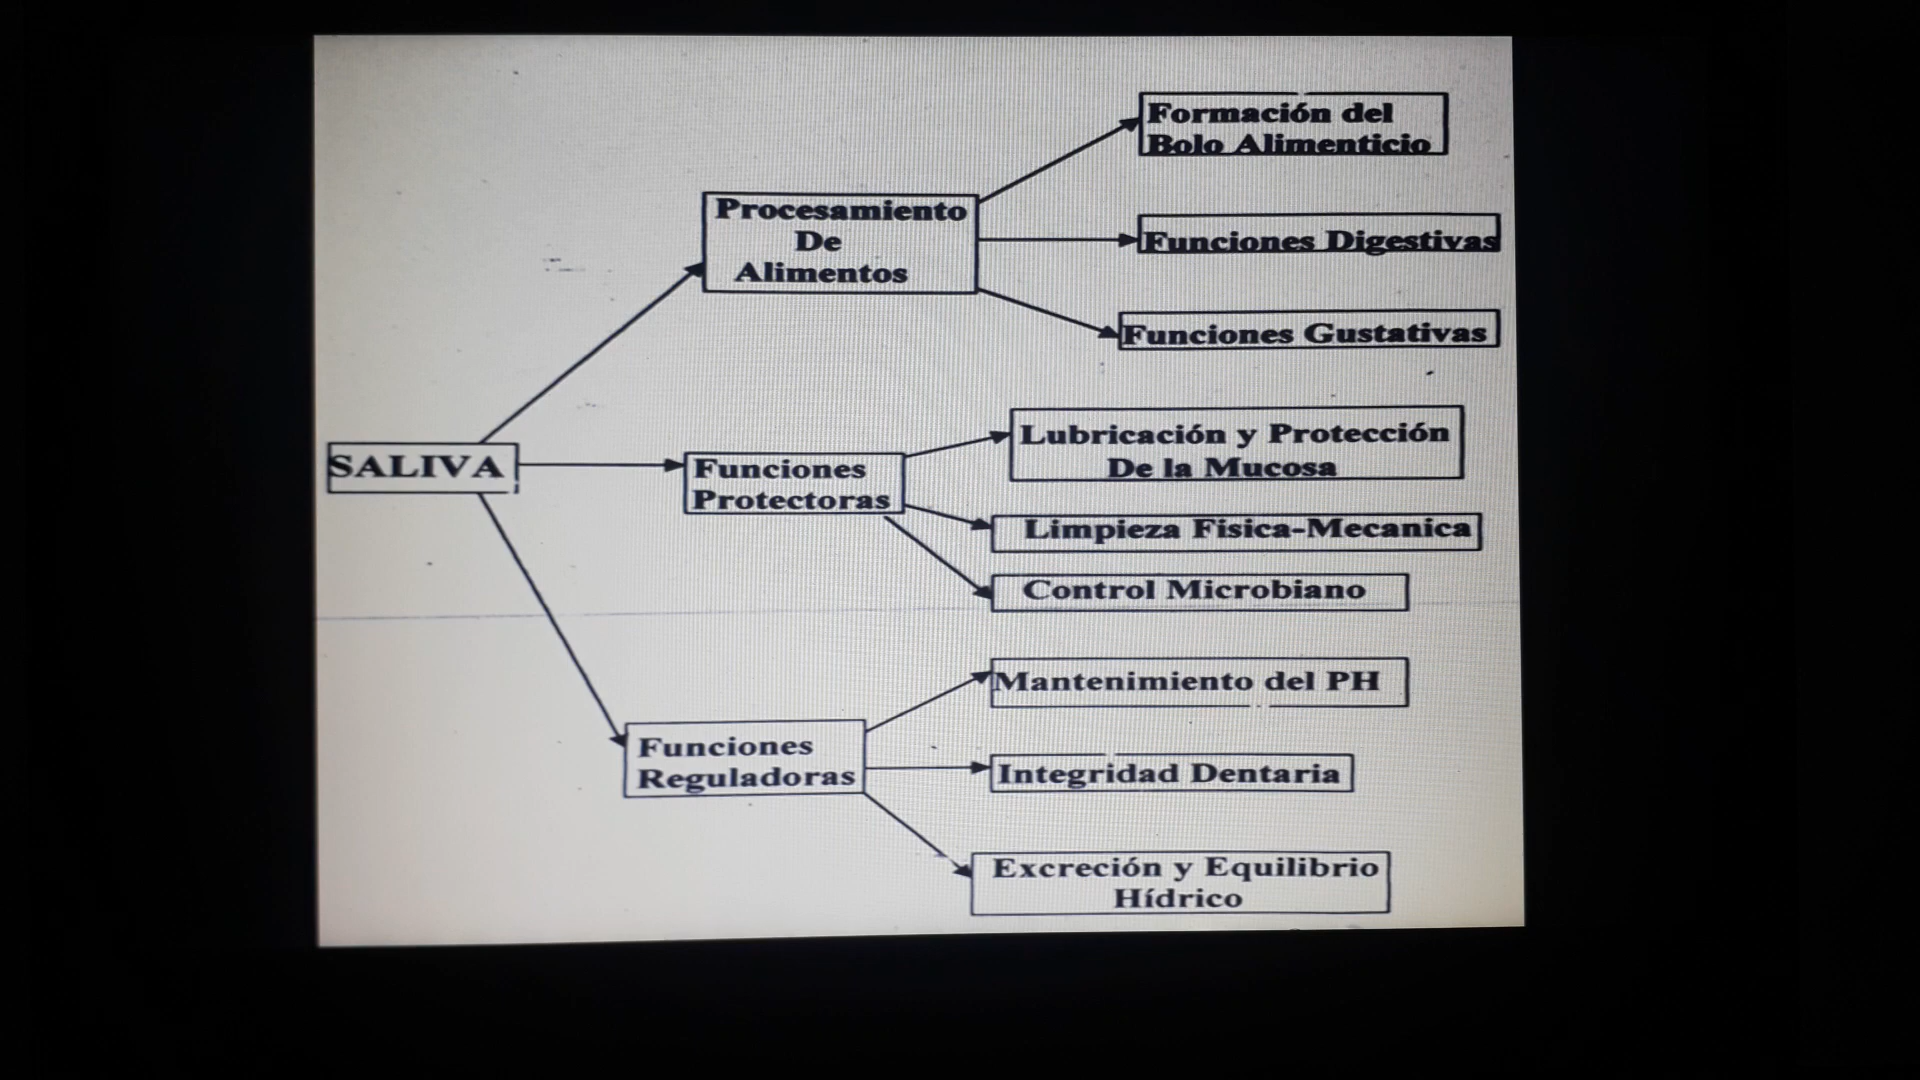 Formación del
Bolo Alimenticio
Procesamiento
De
Alimentos
Funciones Digestivas
Funciones Gustativas
SALIVA
Funciones
Protectoras
Lubricación y Protección
De la Mucosa
Limpieza Fisica-Mecanica
Control Microbiano
Funciones
Reguladoras
Mantenimiento del PH
Integridad Dentaria
Excreción y Equilibrio
Hídrico